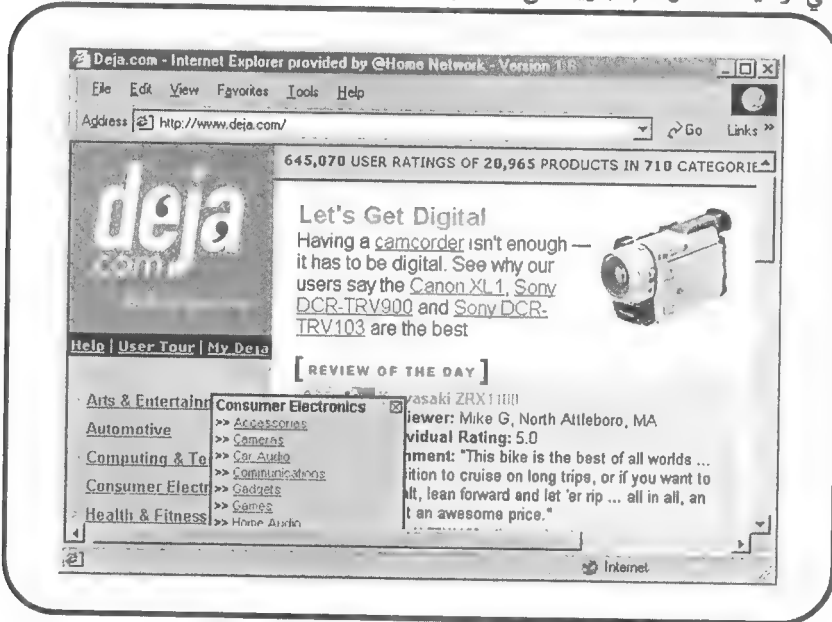 Deja.com - Internet Explorer provided by @Home Network - Version
File Edit View Favorites Tools Help
Address http://www.deja.com/ Go Links »
645,070 USER RATINGS OF 20,965 PRODUCTS IN 710 CATEGORIE
deja
.com
Let's Get Digital
Having a camcorder isn't enough —
it has to be digital. See why our
users say the Canon XL1, Sony
DCR-TRV900 and Sony DCR-
TRV103 are the best
Help | User Tour | My Deja
[REVIEW OF THE DAY]
vasaki ZRX1100
iewer: Mike G, North Attleboro, MA
vidual Rating: 5.0
nment: "This bike is the best of all worlds ...
ition to cruise on long trips, or if you want to
lt, lean forward and let 'er rip ... all in all, an
t an awesome price."
Arts & Entertainn
Automotive
Computing & Te
Consumer Electr
Health & Fitness
Consumer Electronics
>> Accessories
>> Cameras
>> Car Audio
>> Communications
>> Gadgets
>> Games
>> Home Audio
Internet